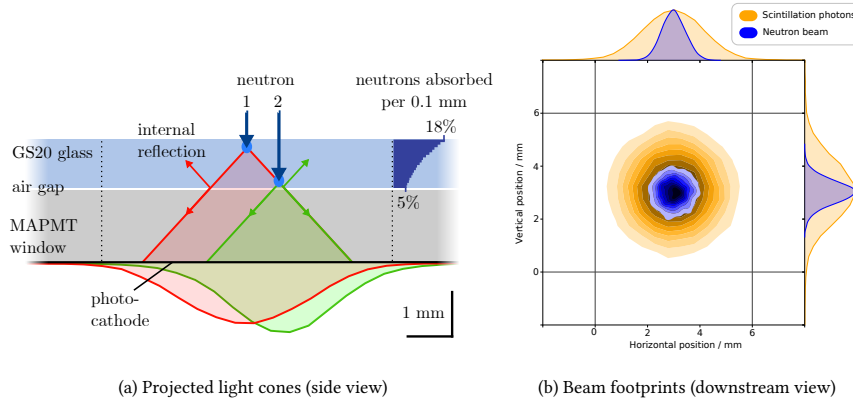 neutron
1 2
neutrons absorbed
per 0.1 mm
18%
internal
reflection
GS20 glass
air gap
5%
MAPMT
window
photo-
cathode
1 mm
(a) Projected light cones (side view)
Scintillation photons
Neutron beam
Vertical position / mm
6
4
2
0
0 2 4 6
Horizontal position / mm
(b) Beam footprints (downstream view)